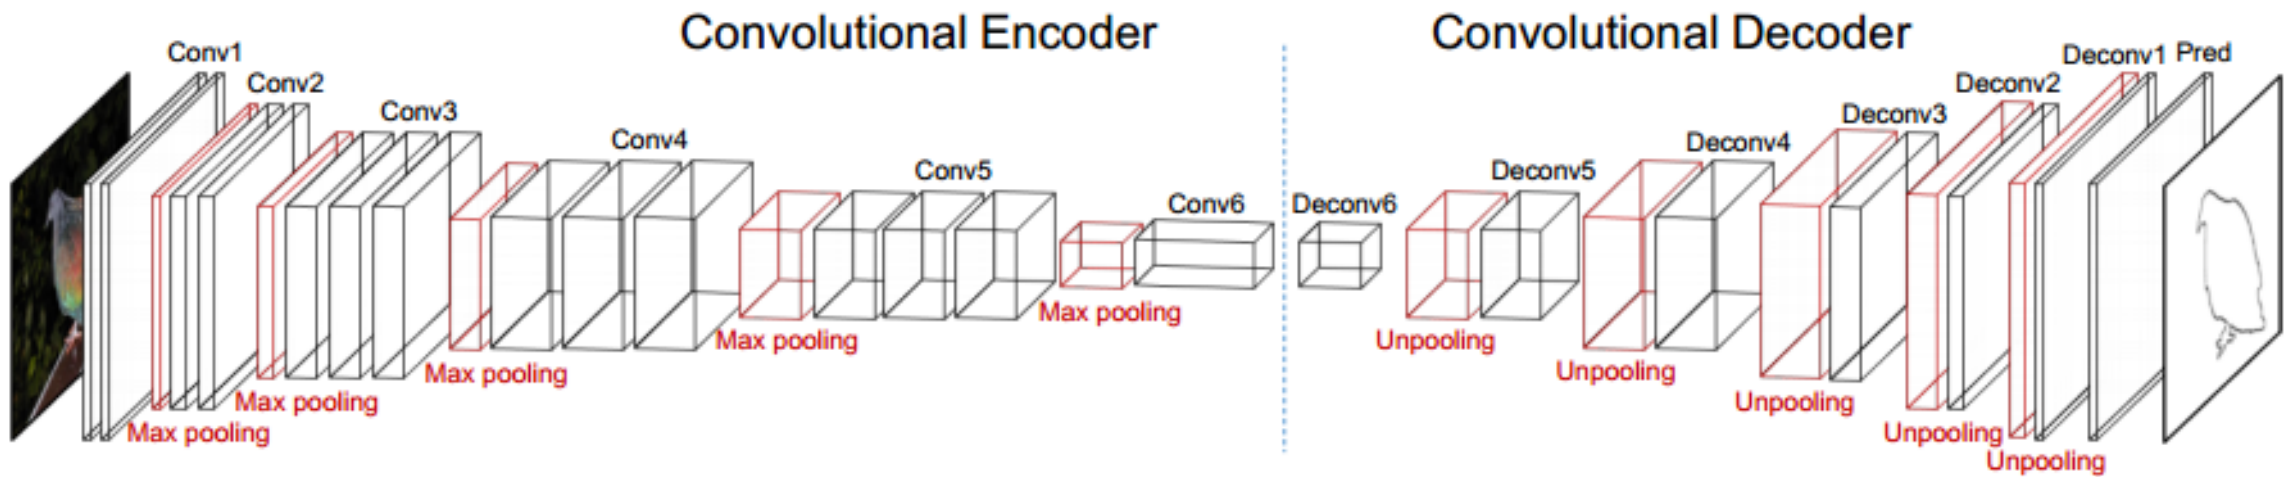 Convolutional Encoder
Convolutional Decoder
Conv1
Conv2
Conv3
Conv4
Conv5
Conv6
Deconv6
Deconv5
Deconv4
Deconv3
Deconv2
Deconv1
Pred
Max pooling
Max pooling
Max pooling
Max pooling
Max pooling
Unpooling
Unpooling
Unpooling
Unpooling
Unpooling